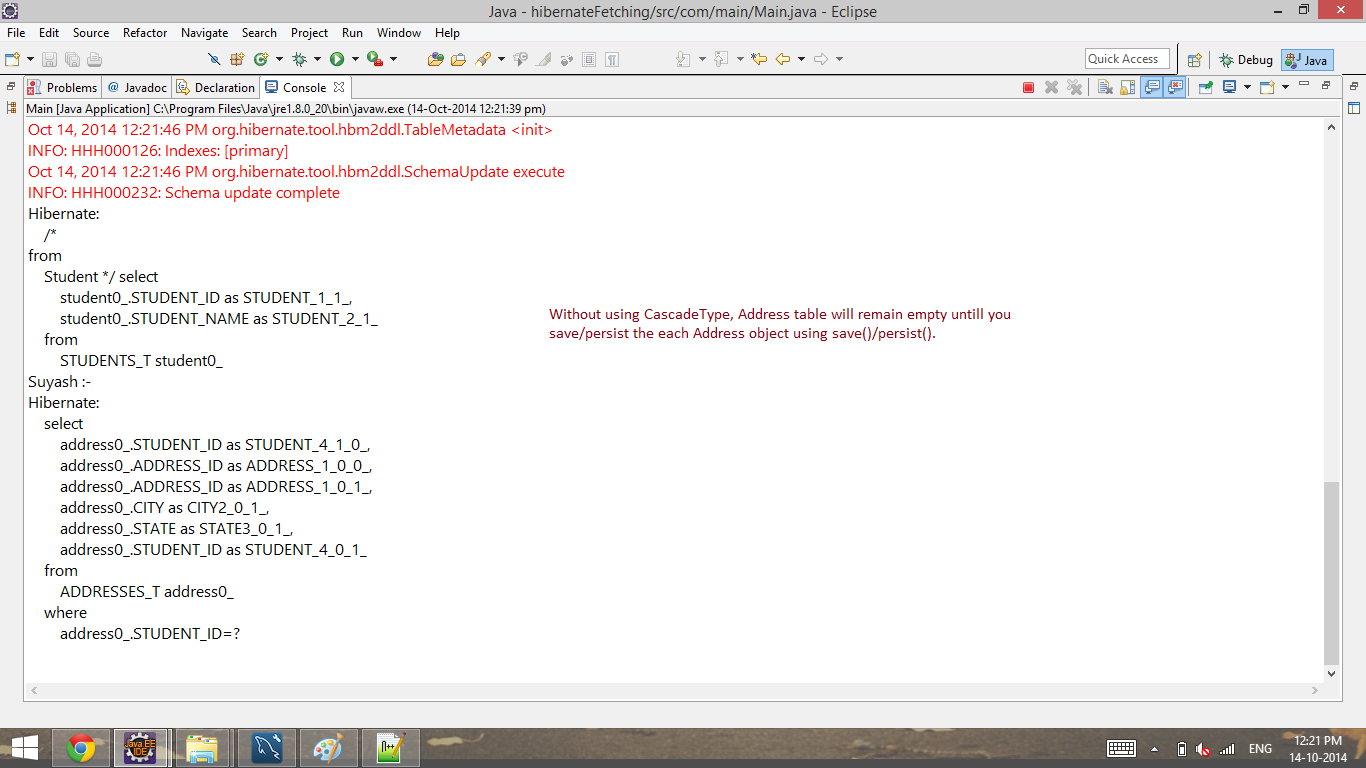 Java - hibernateFetching/src/com/main/Main.java - Eclipse
File Edit Source Refactor Navigate Search Project Run Window Help
Quick Access Debug Java
Problems @ Javadoc Declaration Console
Main [Java Application] C:\Program Files\Java\jre1.8.0_20\bin\javaw.exe (14-Oct-2014 12:21:39 pm)
Oct 14, 2014 12:21:46 PM org.hibernate.tool.hbm2ddl.TableMetadata <init>
INFO: HHH000126: Indexes: [primary]
Oct 14, 2014 12:21:46 PM org.hibernate.tool.hbm2ddl.SchemaUpdate execute
INFO: HHH000232: Schema update complete
Hibernate:
/*
from
Student */ select
student0_.STUDENT_ID as STUDENT_1_1_,
student0_.STUDENT_NAME as STUDENT_2_1_
from
STUDENTS_T student0_
Without using CascadeType, Address table will remain empty untill you
save/persist the each Address object using save()/persist().
Suyash :-
Hibernate:
select
address0_.STUDENT_ID as STUDENT_4_1_0_,
address0_.ADDRESS_ID as ADDRESS_1_0_0_,
address0_.ADDRESS_ID as ADDRESS_1_0_1_,
address0_.CITY as CITY2_0_1_,
address0_.STATE as STATE3_0_1_,
address0_.STUDENT_ID as STUDENT_4_0_1_
from
ADDRESSES_T address0_
where
address0_.STUDENT_ID=?
Java EE
IDE
ENG
12:21 PM
14-10-2014